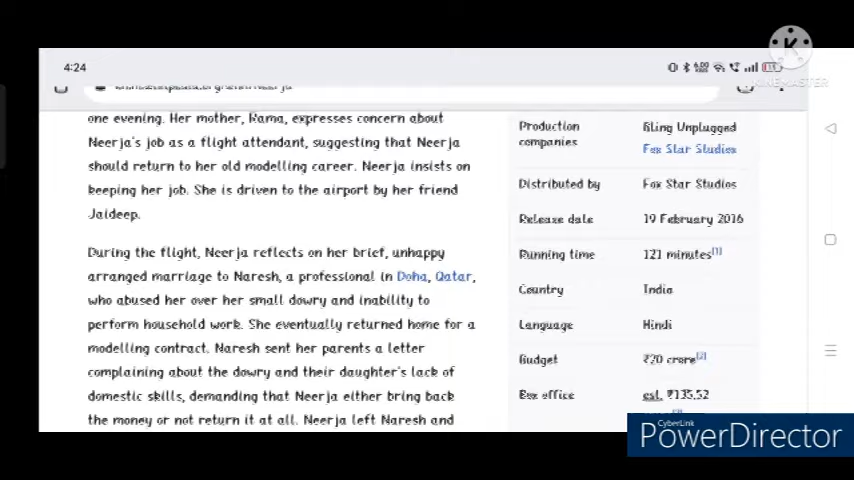 4:24
KINEMASTER
one evening. Her mother, Rama, expresses concern about
Neerja's job as a flight attendant, suggesting that Neerja
should return to her old modelling career. Neerja insists on
keeping her job. She is driven to the airport by her friend
Jaideep.
During the flight, Neerja reflects on her brief, unhappy
arranged marriage to Naresh, a professional in Doha, Qatar,
who abused her over her small dowry and inability to
perform household work. She eventually returned home for a
modelling contract. Naresh sent her parents a letter
complaining about the dowry and their daughter's lack of
domestic skills, demanding that Neerja either bring back
the money or not return it at all. Neerja left Naresh and
Production companies
Bling Unplugged
Fox Star Studios
Distributed by Fox Star Studios
Release date 19 February 2016
Running time 121 minutes[1]
Country India
Language Hindi
Budget ₹20 crore[2]
Box office est. ₹135.52
CyberLink
PowerDirector